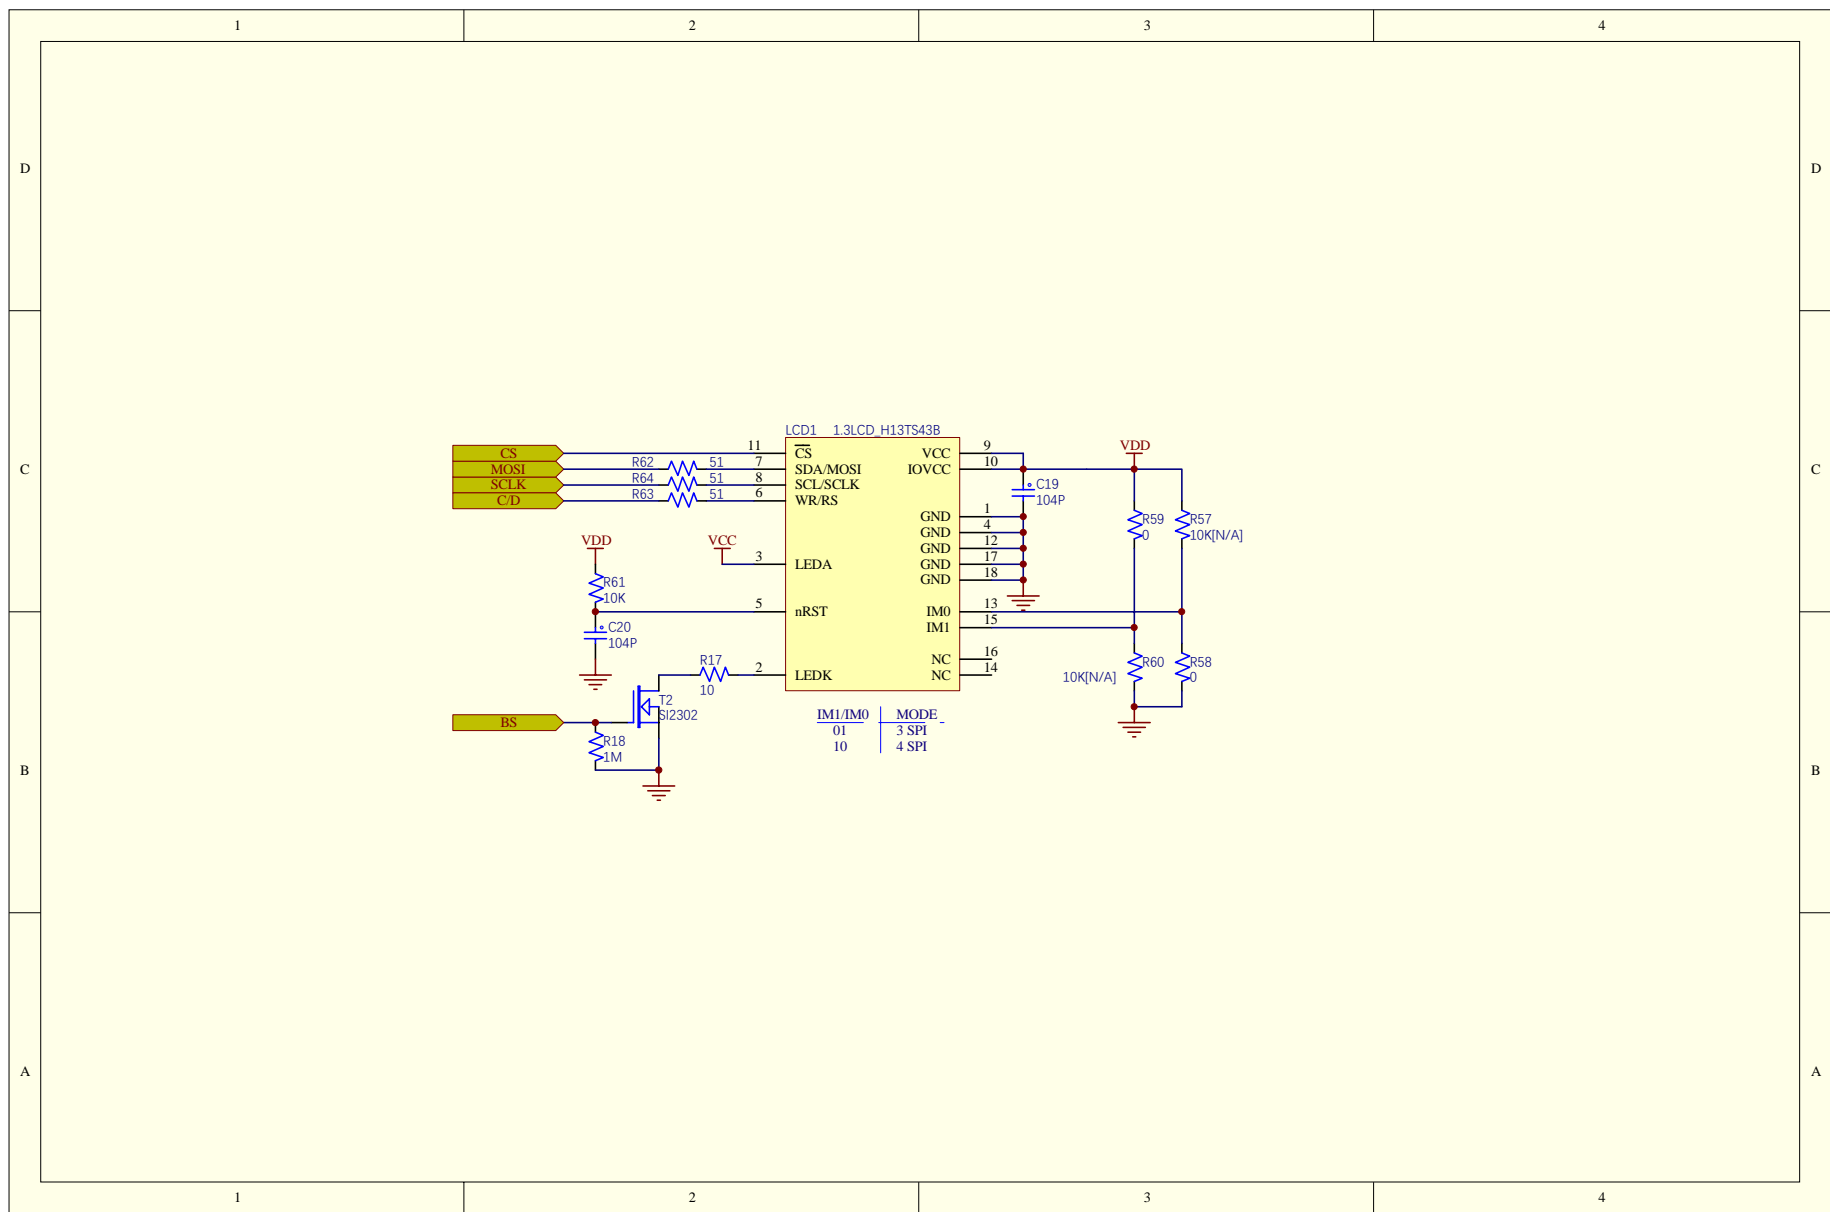 1 2 3 4
D D
LCD1 1.3LCD_H13TS43B
CS 11 CS VCC 9 VDD
MOSI R62 51 7 SDA/MOSI IOVCC 10
SCLK R64 51 8 SCL/SCLK C C
C/D R63 51 6 WR/RS
C19
104P
GND 1
GND 4
GND 12
GND 17
GND 18
R59
0
R57
10K[N/A]
VDD VCC
3 LEDA
R61
10K
5 nRST IM0 13
IM1 15
C20
104P
NC 16
NC 14
R17
10
2 LEDK
R60
10K[N/A]
R58
0
T2
SI2302
BS
R18
1M
IM1/IM0 MODE
01 3 SPI
10 4 SPI
B B
A A
1 2 3 4